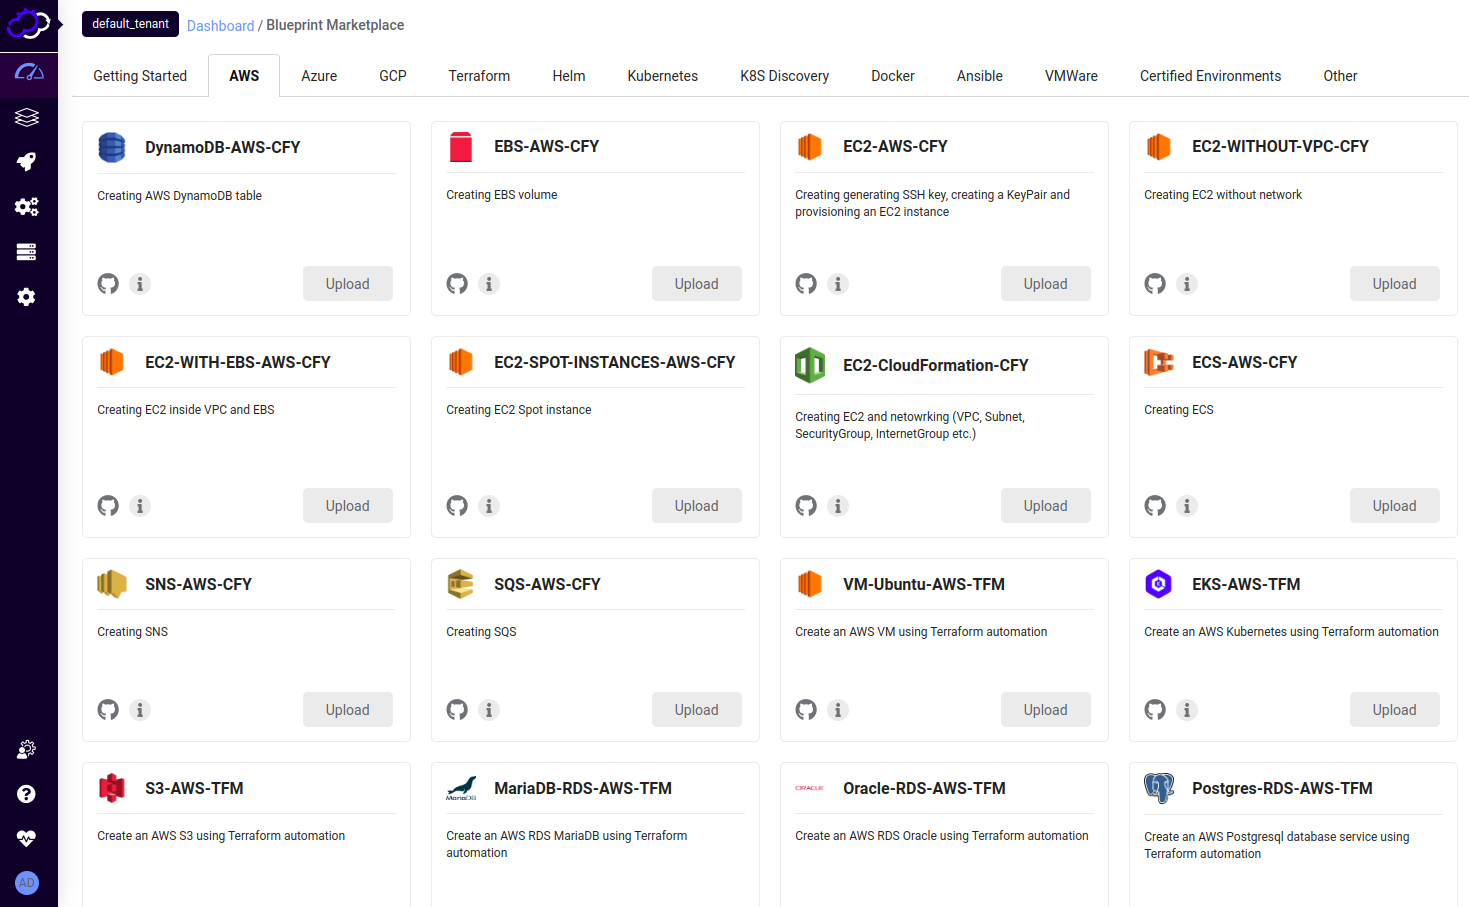 default_tenant
Dashboard / Blueprint Marketplace
Getting Started AWS Azure GCP Terraform Helm Kubernetes K8S Discovery Docker Ansible VMWare Certified Environments Other
DynamoDB-AWS-CFY
Creating AWS DynamoDB table
Upload
EBS-AWS-CFY
Creating EBS volume
Upload
EC2-AWS-CFY
Creating generating SSH key, creating a KeyPair and
provisioning an EC2 instance
Upload
EC2-WITHOUT-VPC-CFY
Creating EC2 without network
Upload
EC2-WITH-EBS-AWS-CFY
Creating EC2 inside VPC and EBS
Upload
EC2-SPOT-INSTANCES-AWS-CFY
Creating EC2 Spot instance
Upload
EC2-CloudFormation-CFY
Creating EC2 and netowrking (VPC, Subnet,
SecurityGroup, InternetGroup etc.)
Upload
ECS-AWS-CFY
Creating ECS
Upload
SNS-AWS-CFY
Creating SNS
Upload
SQS-AWS-CFY
Creating SQS
Upload
VM-Ubuntu-AWS-TFM
Create an AWS VM using Terraform automation
Upload
EKS-AWS-TFM
Create an AWS Kubernetes using Terraform automation
Upload
S3-AWS-TFM
Create an AWS S3 using Terraform automation
MariaDB
MariaDB-RDS-AWS-TFM
Create an AWS RDS MariaDB using Terraform
automation
ORACLE
Oracle-RDS-AWS-TFM
Create an AWS RDS Oracle using Terraform automation
Postgres-RDS-AWS-TFM
Create an AWS Postgresql database service using
Terraform automation
AD